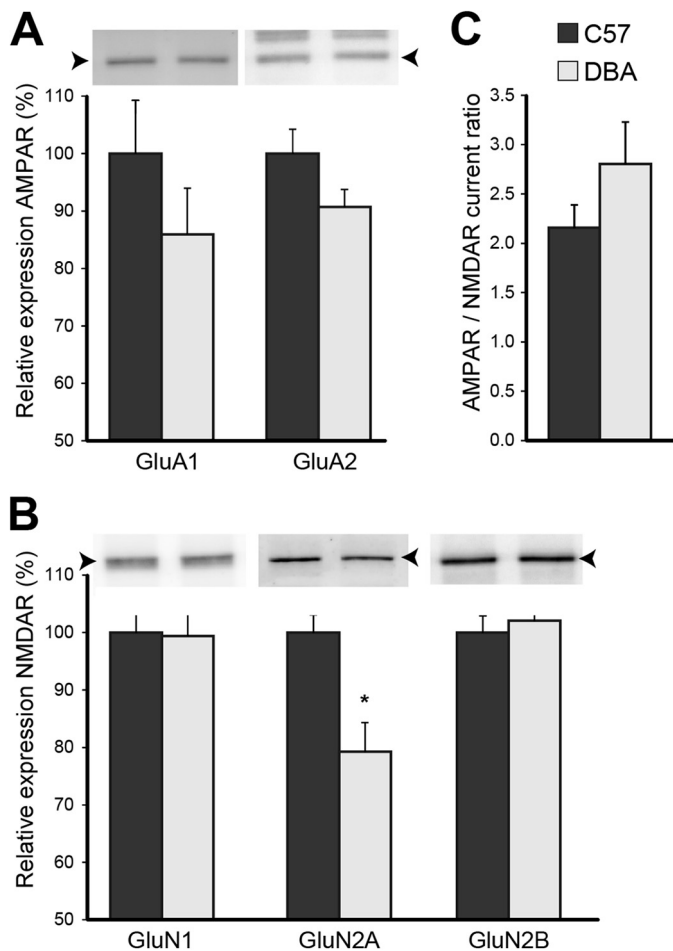 A
C
C57
DBA
Relative expression AMPAR (%)
110
100
90
80
70
60
50
GluA1
GluA2
AMPAR / NMDAR current ratio
3.5
3.0
2.5
2.0
1.5
1.0
0.5
0.0
B
Relative expression NMDAR (%)
110
100
90
80
70
60
50
*
GluN1
GluN2A
GluN2B